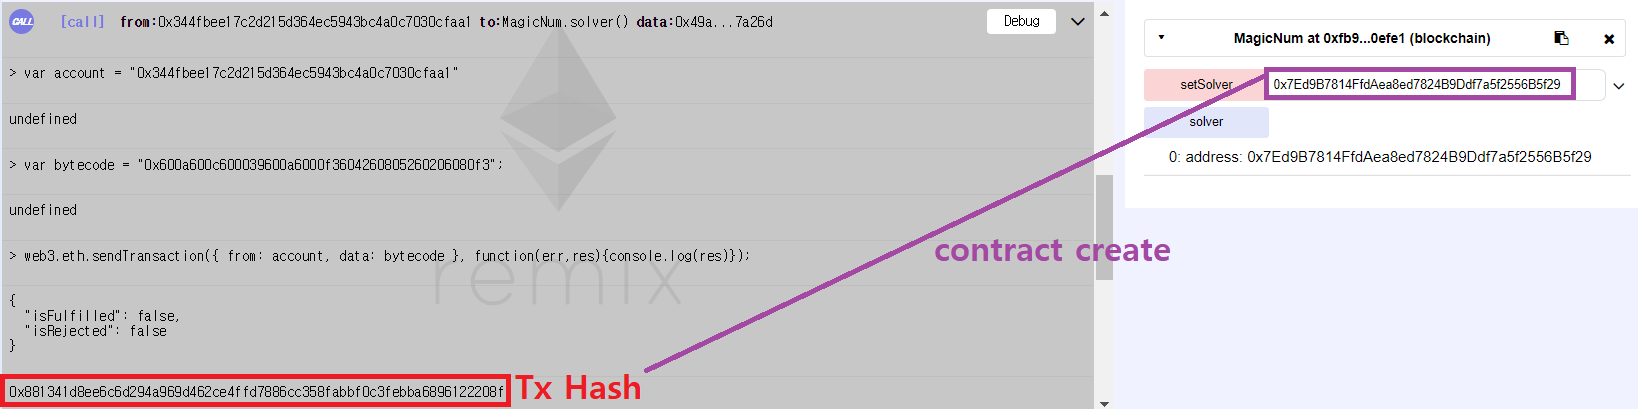 CALL [call] from:0x344fbee17c2d215d364ec5943bc4a0c7030cfaa1 to:MagicNum.solver() data:0x49a...7a26d Debug
> var account = "0x344fbee17c2d215d364ec5943bc4a0c7030cfaa1"
undefined
> var bytecode = "0x600a600c600039600a6000f3604260805260206080f3";
undefined
> web3.eth.sendTransaction({ from: account, data: bytecode }, function(err,res){console.log(res)});
remix
{
"isFulfilled": false,
"isRejected": false
}
0x881341d8ee6c6d294a969d462ce4ffd7886cc358fabbf0c3febba6896122208f
Tx Hash
contract create
MagicNum at 0xfb9...0efe1 (blockchain)
setSolver 0x7Ed9B7814FfdAea8ed7824B9Ddf7a5f2556B5f29
solver
0: address: 0x7Ed9B7814FfdAea8ed7824B9Ddf7a5f2556B5f29